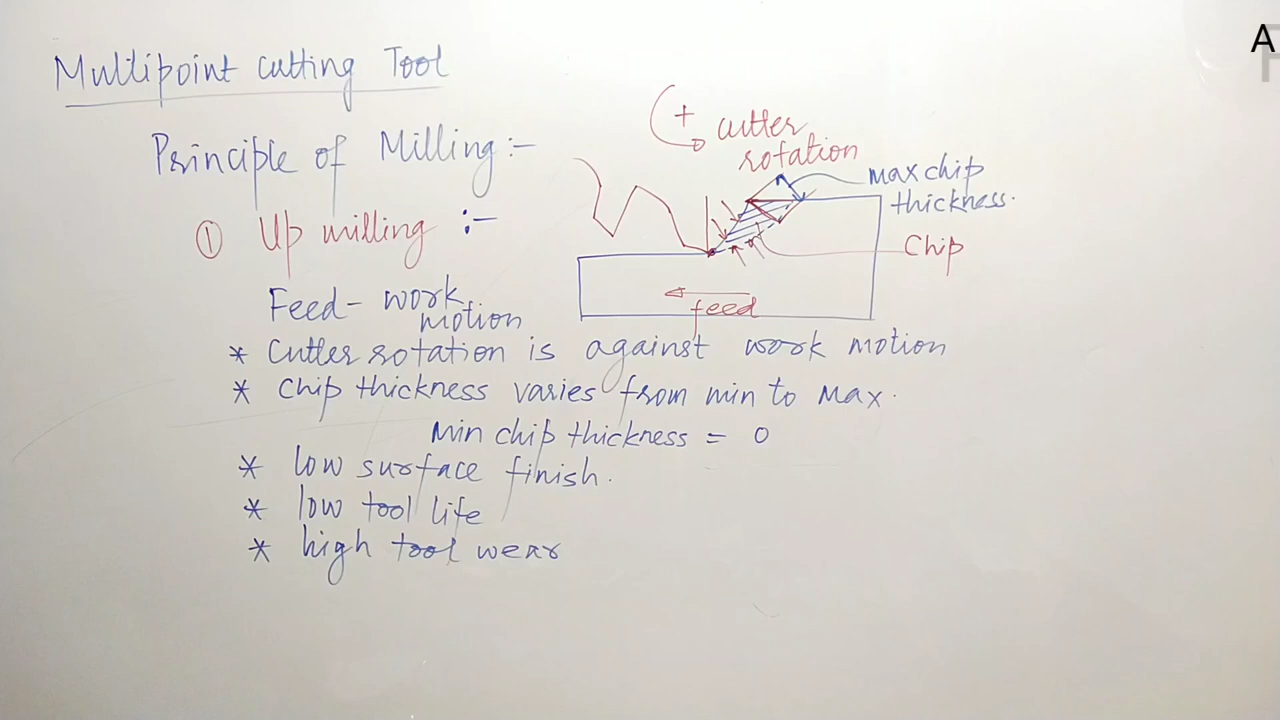 Multipoint cutting Tool
Principle of Milling :-
① Up milling :-
Feed - work
motion
* Cutter rotation is against work motion
* Chip thickness varies from min to Max.
Min chip thickness = 0
* low surface finish.
* low tool life
* high tool wear
+ cutter
rotation
max chip
thickness.
Chip
feed
A